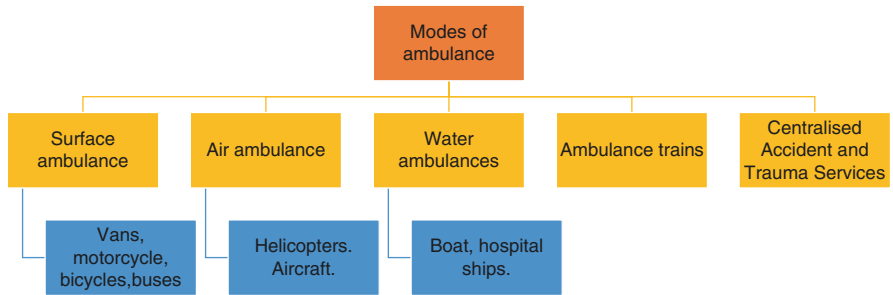 Modes of
ambulance
Surface
ambulance
Air ambulance
Water
ambulances
Ambulance trains
Centralised
Accident and
Trauma Services
Vans,
motorcycle,
bicycles,buses
Helicopters.
Aircraft.
Boat, hospital
ships.